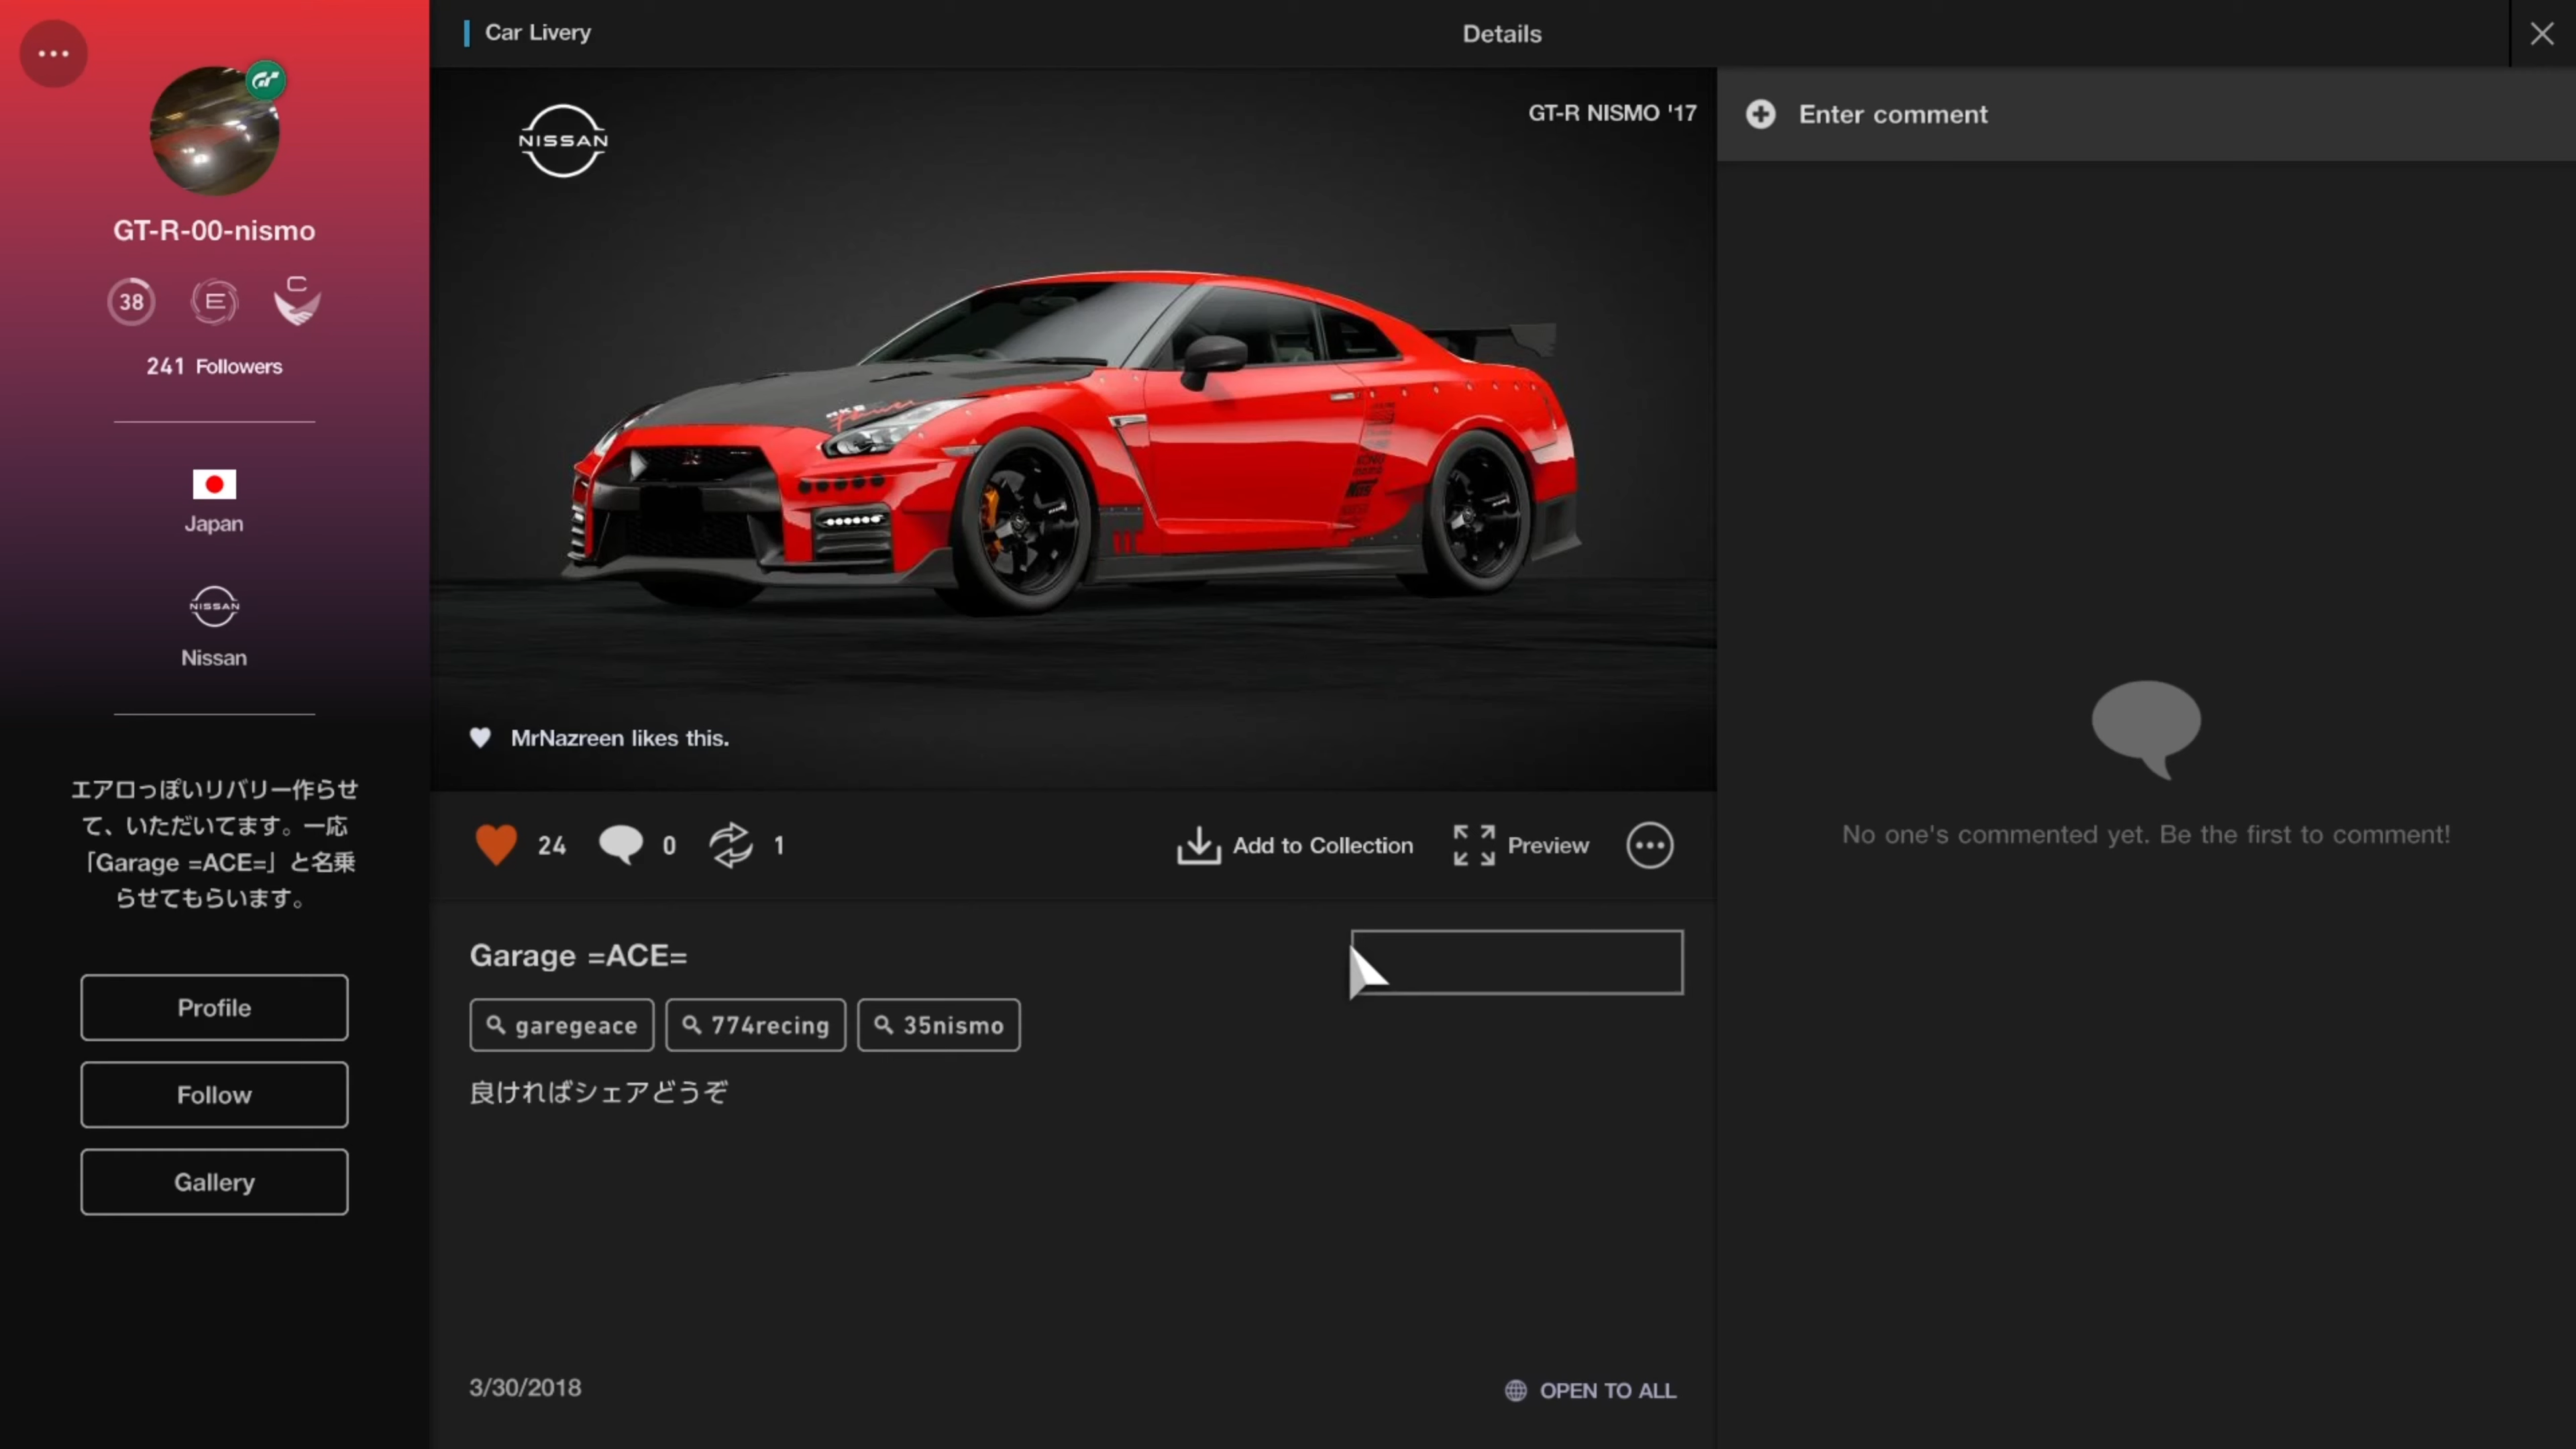 Car Livery
Details
GT-R-00-nismo
38
E
C
241 Followers
Japan
NISSAN
Nissan
エアロっぽいリバリー作らせ
て、いただいてます。一応
「Garage =ACE=」と名乗
らせてもらいます。
Profile
Follow
Gallery
NISSAN
GT-R NISMO '17
MrNazreen likes this.
24
0
1
Add to Collection
Preview
Garage =ACE=
garegeace
774recing
35nismo
良ければシェアどうぞ
3/30/2018
OPEN TO ALL
Enter comment
No one's commented yet. Be the first to comment!